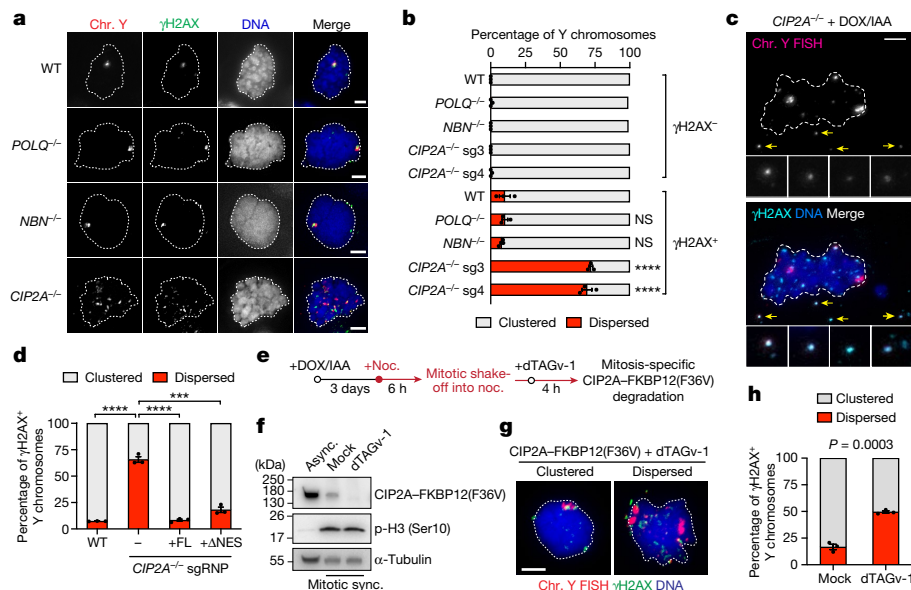 a
Chr. Y γH2AX DNA Merge
WT
POLQ–/–
NBN–/–
CIP2A–/–
b
Percentage of Y chromosomes
0 25 50 75 100
WT
POLQ–/–
NBN–/–
CIP2A–/– sg3
CIP2A–/– sg4
γH2AX–
WT
POLQ–/– NS
NBN–/– NS
CIP2A–/– sg3 ****
CIP2A–/– sg4 ****
γH2AX+
Clustered Dispersed
c
CIP2A–/– + DOX/IAA
Chr. Y FISH
γH2AX DNA Merge
d
Clustered Dispersed
Percentage of γH2AX+
Y chromosomes
100
75
50
25
0
***
**** ****
WT – +FL +ΔNES
CIP2A–/– sgRNP
e
+DOX/IAA +Noc. Mitotic shake-
off into noc. +dTAGv-1 Mitosis-specific
CIP2A–FKBP12(F36V)
degradation
3 days 6 h 4 h
f
Async.
Mock
dTAGv-1
(kDa)
250
180
130
CIP2A–FKBP12(F36V)
17
p-H3 (Ser10)
55
α-Tubulin
Mitotic sync.
g
CIP2A–FKBP12(F36V) + dTAGv-1
Clustered Dispersed
Chr. Y FISH γH2AX DNA
h
Clustered
Dispersed
P = 0.0003
Percentage of γH2AX+
Y chromosomes
100
75
50
25
0
Mock dTAGv-1